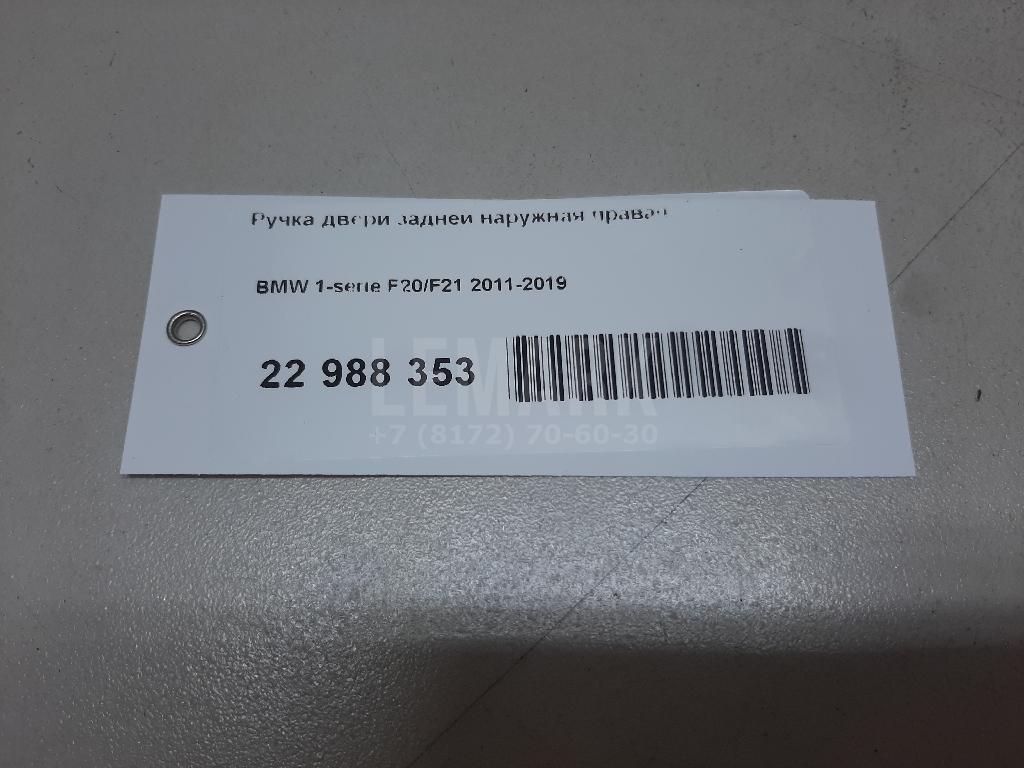 Ручка двери задней наружная правая
BMW 1-serie F20/F21 2011-2019
22 988 353
LEMARK
+7 (8172) 70-60-30